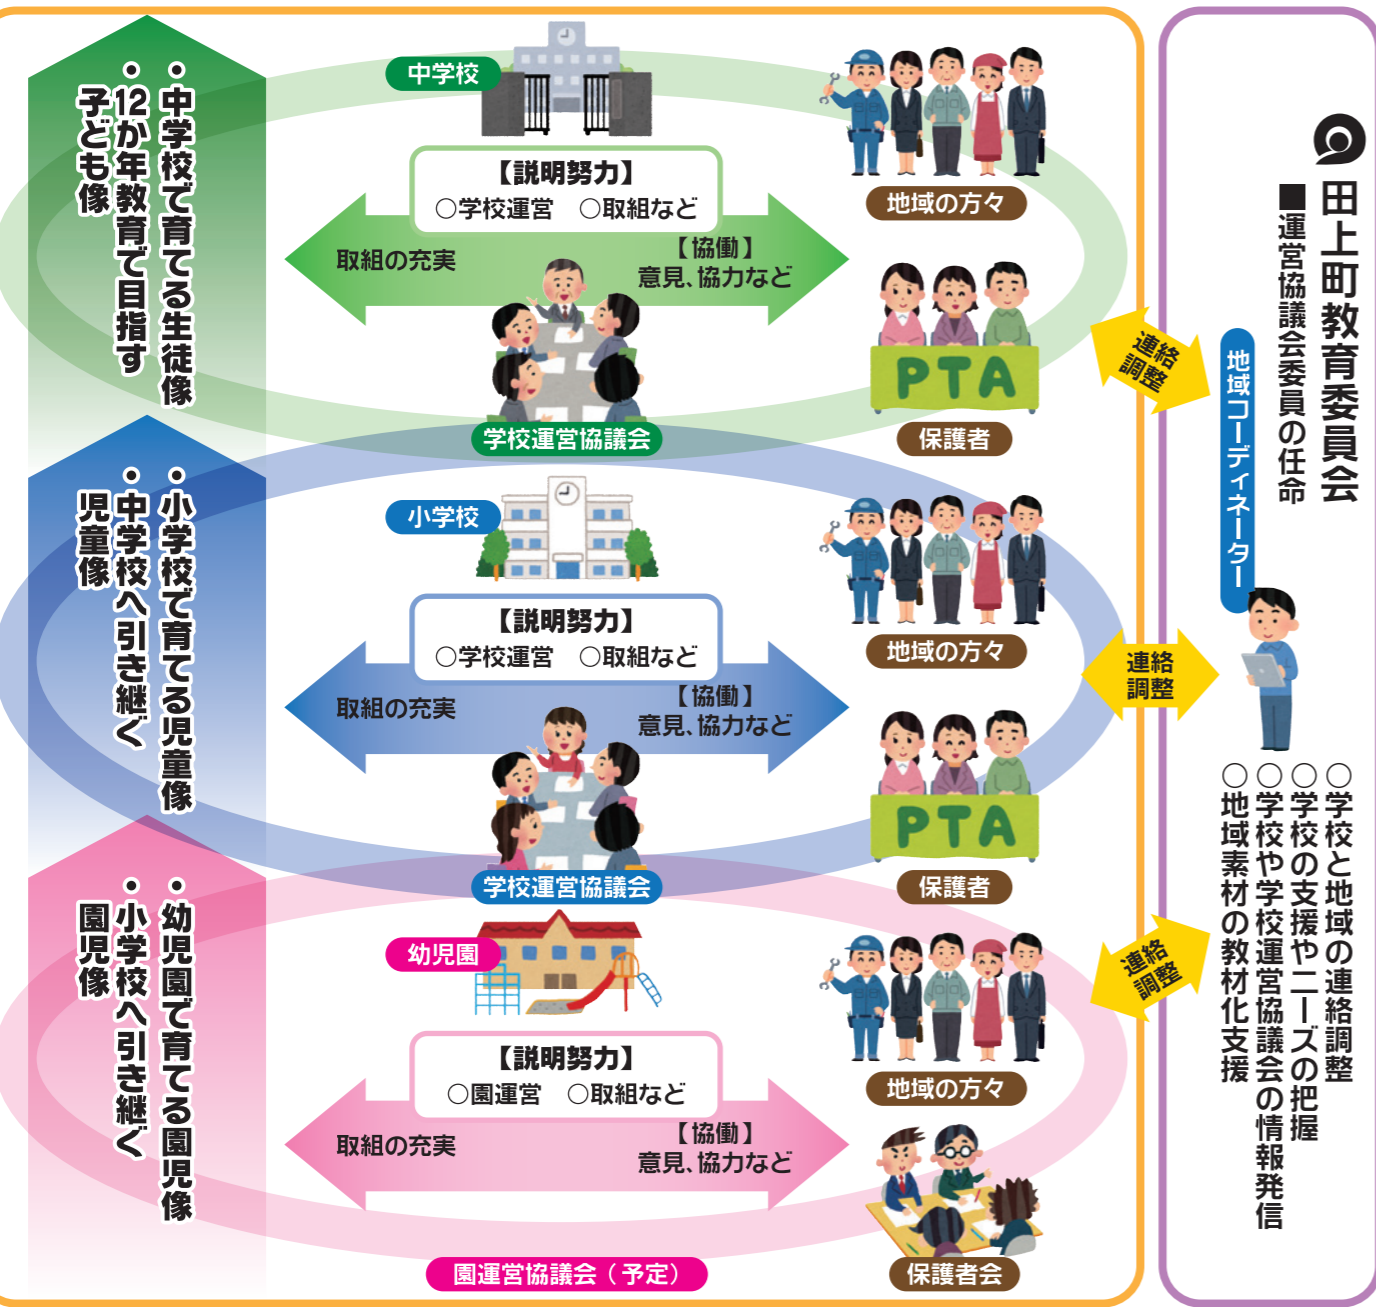 ・中学校で育てる生徒像
・12か年教育で目指す
子ども像
中学校
【説明努力】
○学校運営 ○取組など
取組の充実
【協働】
意見、協力など
学校運営協議会
地域の方々
PTA
保護者
・小学校で育てる児童像
・中学校へ引き継ぐ
児童像
小学校
【説明努力】
○学校運営 ○取組など
取組の充実
【協働】
意見、協力など
学校運営協議会
地域の方々
PTA
保護者
・幼児園で育てる園児像
・小学校へ引き継ぐ
園児像
幼児園
【説明努力】
○園運営 ○取組など
取組の充実
【協働】
意見、協力など
園運営協議会（予定）
地域の方々
保護者会
連絡
調整
連絡
調整
連絡
調整
田上町教育委員会
■運営協議会委員の任命
地域コーディネーター
○学校と地域の連絡調整
○学校の支援やニーズの把握
○学校や学校運営協議会の情報発信
○地域素材の教材化支援